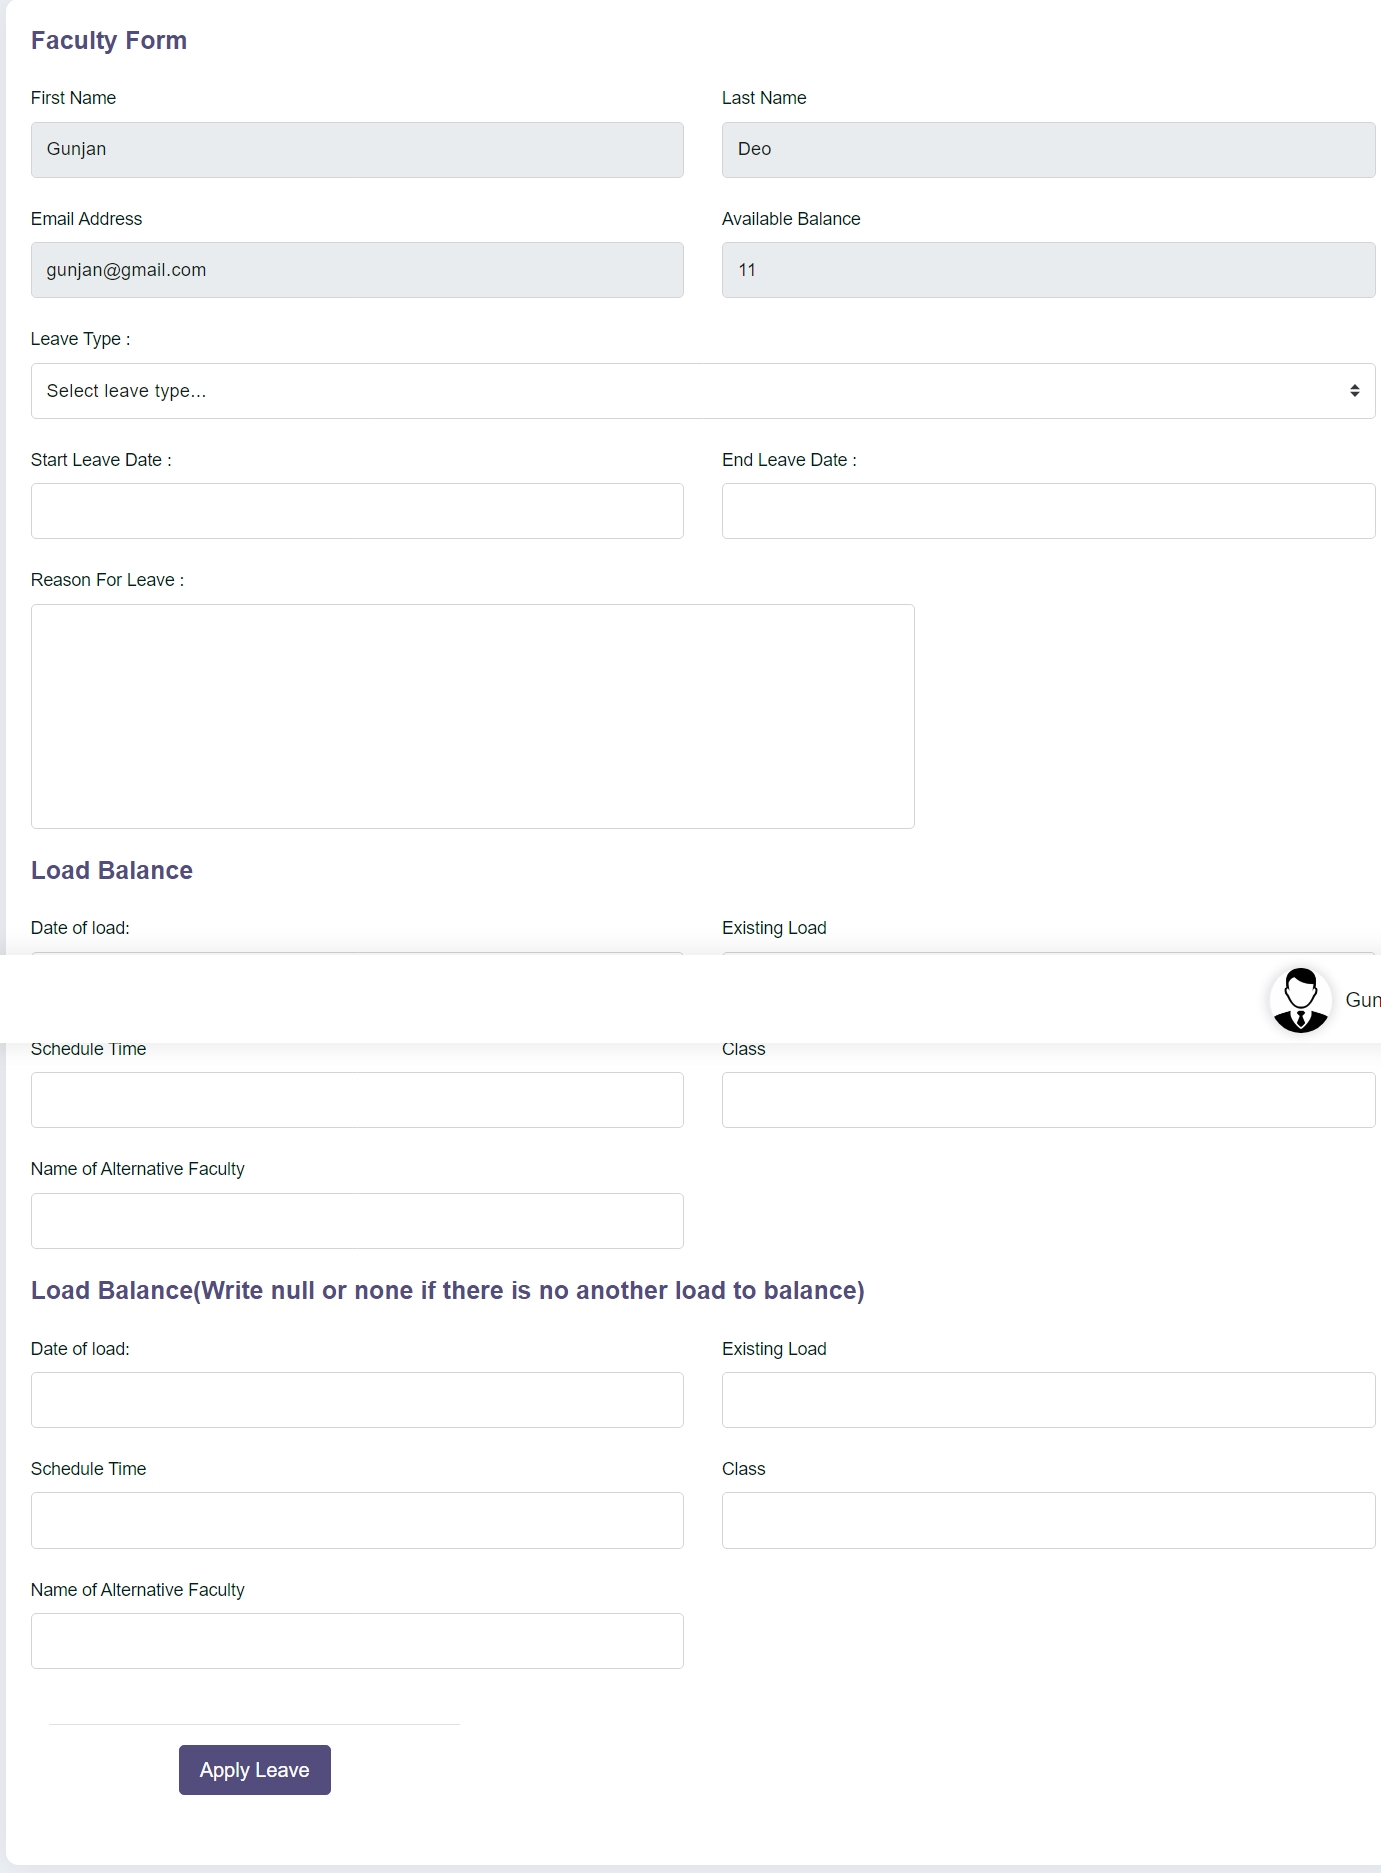 Faculty Form
First Name Last Name
Gunjan Deo
Email Address Available Balance
gunjan@gmail.com 11
Leave Type :
Select leave type...
Start Leave Date : End Leave Date :
Reason For Leave :
Load Balance
Date of load: Existing Load
Gun
Schedule Time Class
Name of Alternative Faculty
Load Balance(Write null or none if there is no another load to balance)
Date of load: Existing Load
Schedule Time Class
Name of Alternative Faculty
Apply Leave